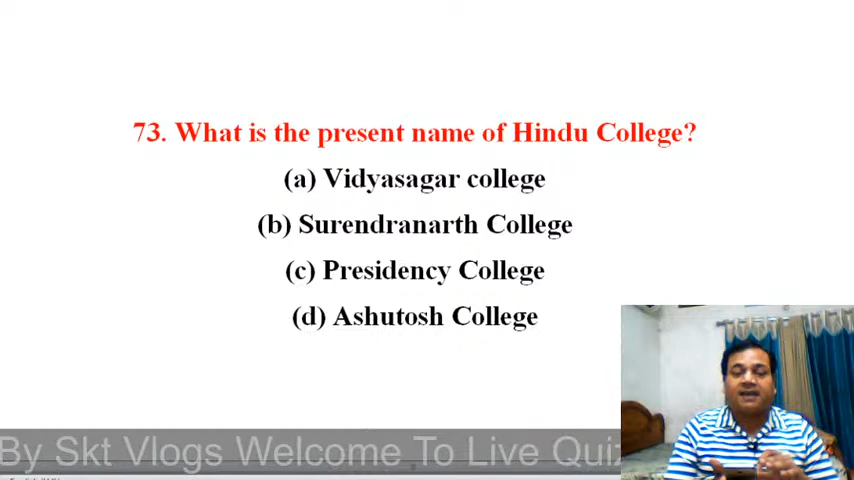 73. What is the present name of Hindu College?
(a) Vidyasagar college
(b) Surendranarth College
(c) Presidency College
(d) Ashutosh College
By Skt Vlogs Welcome To Live Quiz